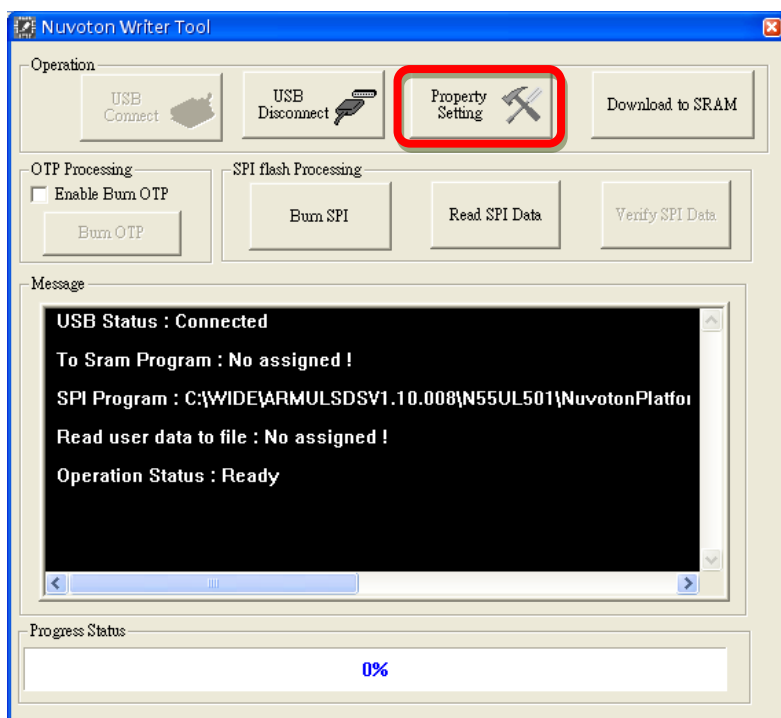 Nuvoton Writer Tool
Operation
USB
Connect
USB
Disconnect
Property
Setting
Download to SRAM
OTP Processing
Enable Burn OTP
Burn OTP
SPI flash Processing
Burn SPI
Read SPI Data
Verify SPI Data
Message
USB Status : Connected
To Sram Program : No assigned !
SPI Program : C:\WIDE\ARMULSDSV1.10.008\N55UL501\NuvotonPlatfor
Read user data to file : No assigned !
Operation Status : Ready
Progress Status
0%